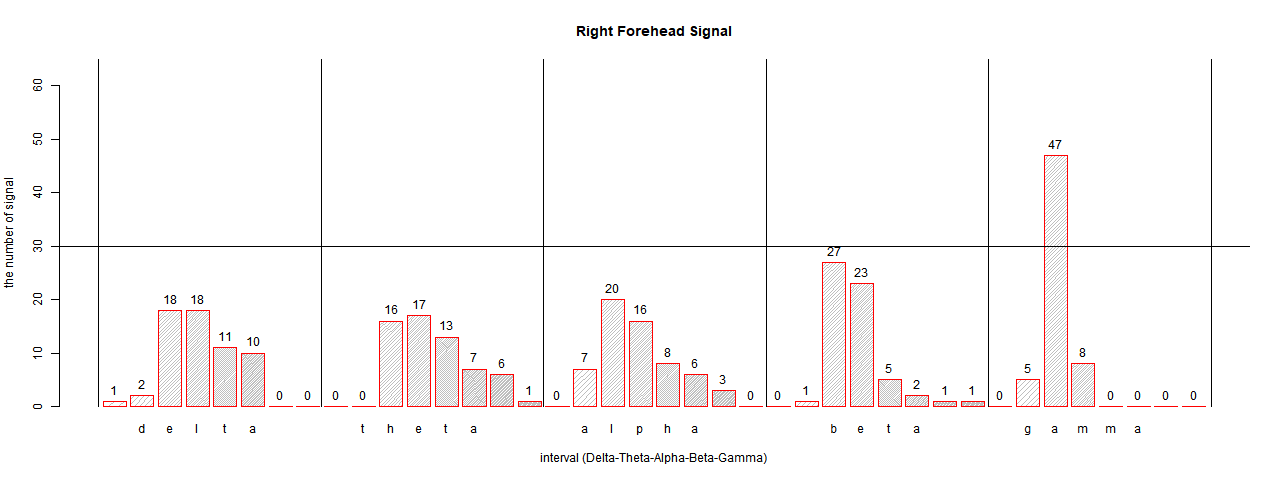 Right Forehead Signal
the number of signal
60
50
40
30
20
10
0
1 2 18 18 11 10 0 0
0 0 16 17 13 7 6 1
0 7 20 16 8 6 3 0
0 1 27 23 5 2 1 1
0 5 47 8 0 0 0 0
d e l t a t h e t a a l p h a b e t a g a m m a
interval (Delta-Theta-Alpha-Beta-Gamma)